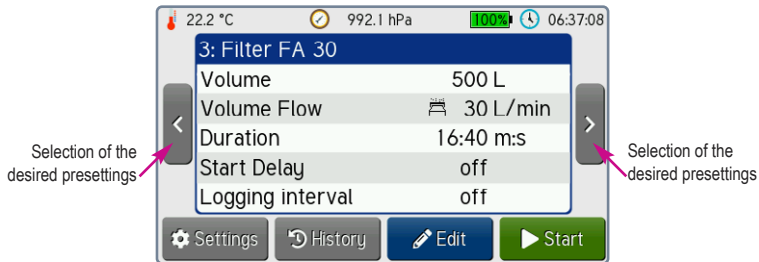 22.2 °C 992.1 hPa 100% 06:37:08
3: Filter FA 30
Volume 500 L
Volume Flow 30 L/min
Duration 16:40 m:s
Start Delay off
Logging interval off
Selection of the
desired presettings
Selection of the
desired presettings
Settings History Edit Start